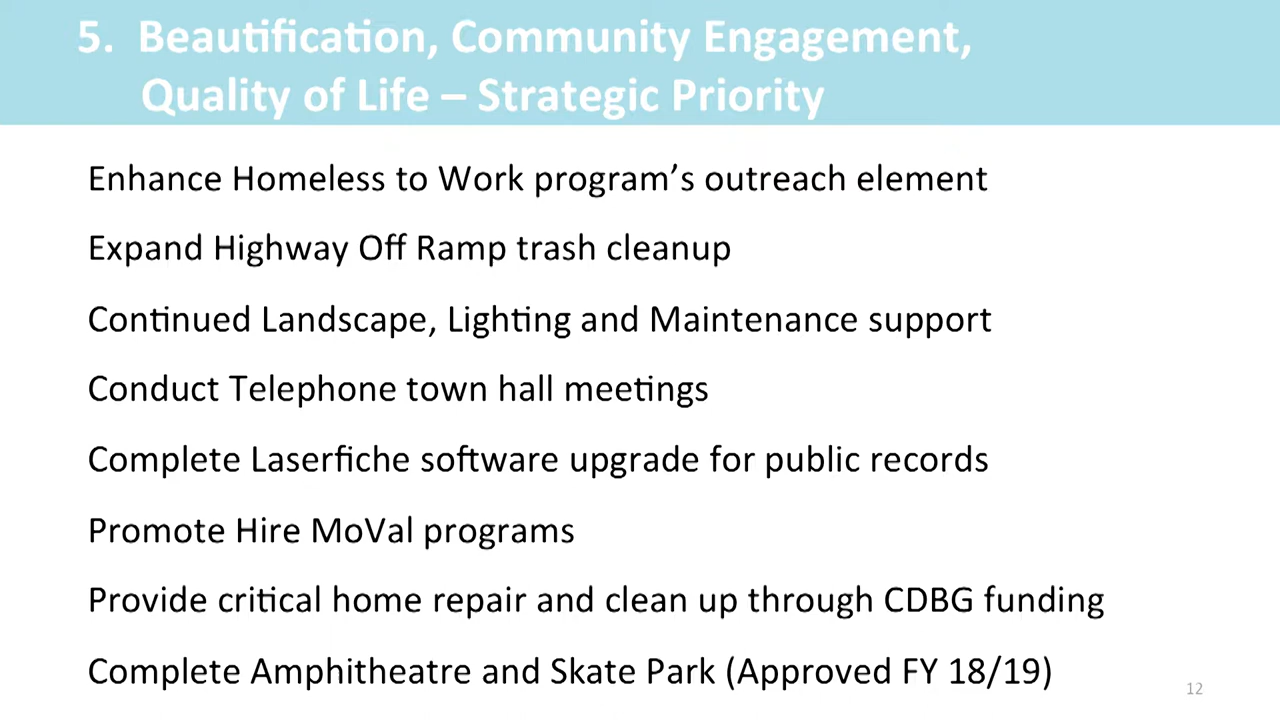 5. Beautification, Community Engagement,
Quality of Life – Strategic Priority
Enhance Homeless to Work program’s outreach element
Expand Highway Off Ramp trash cleanup
Continued Landscape, Lighting and Maintenance support
Conduct Telephone town hall meetings
Complete Laserfiche software upgrade for public records
Promote Hire MoVal programs
Provide critical home repair and clean up through CDBG funding
Complete Amphitheatre and Skate Park (Approved FY 18/19)
12